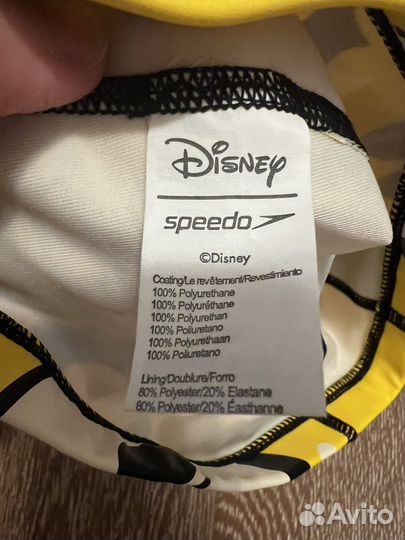 Disney
speedo
©Disney
Coating/Le revêtement/Revestimiento
100% Polyurethane
100% Polyuréthane
100% Polyurethan
100% Poliuretano
100% Polyurethaan
100% Poliuretano
Lining/Doublure/Forro
80% Polyester/20% Elastane
80% Polyester/20% Éasthanne
Avito